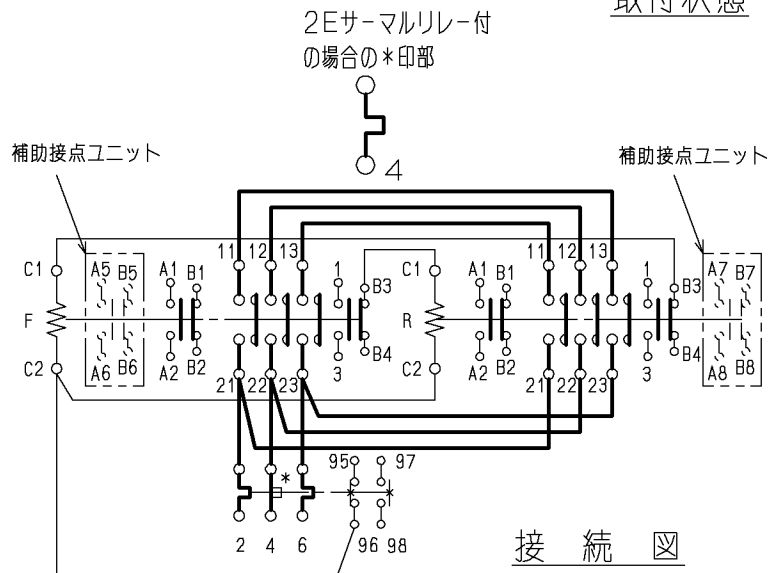 取付状態
2Eサーマルリレー付
の場合の*印部
4
補助接点ユニット
補助接点ユニット
11 12 13
11 12 13
C1 A5 B5 A1 B1 1 B3
C1 A1 B1 1 B3 A7 B7
F
R
C2 A6 B6 A2 B2 21 22 23 3 B4
C2 A2 B2 21 22 23 3 B4 A8 B8
* 95 97
2 4 6 96 98
接続図